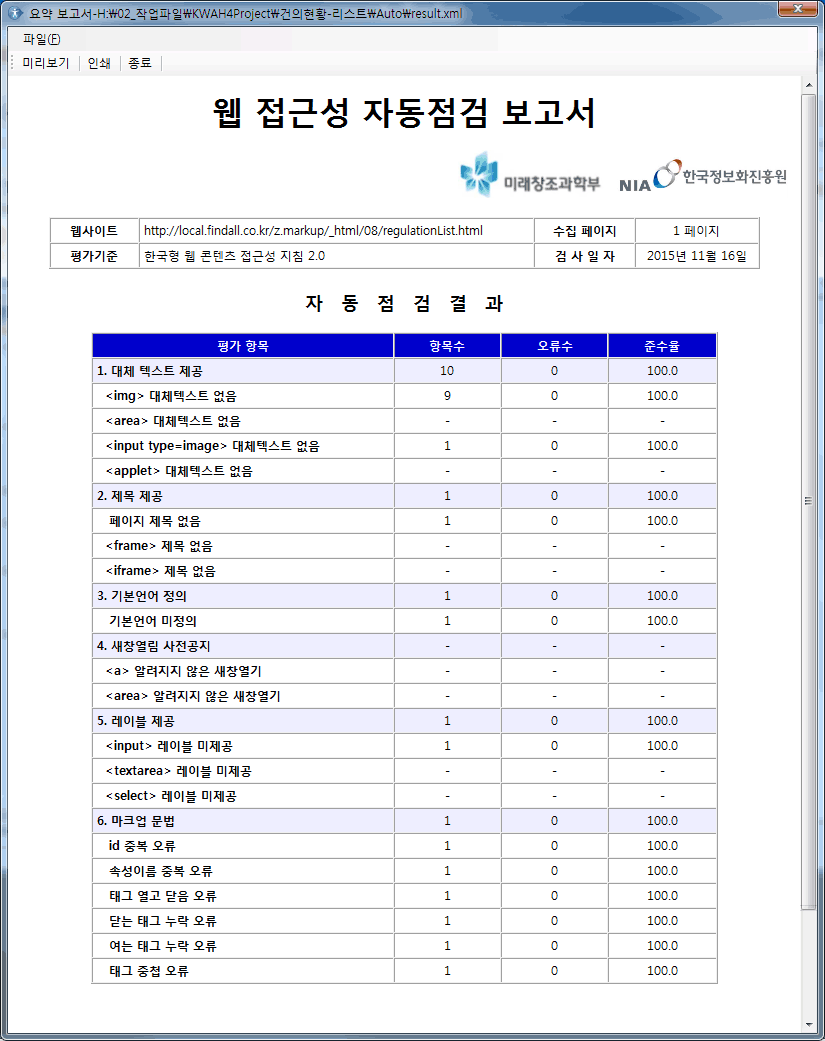 요약 보고서-H:\02_작업파일\KWAH4Project\건의현황-리스트\Auto\result.xml
파일(F)
미리보기 인쇄 종료
웹 접근성 자동점검 보고서
미래창조과학부 NIA 한국정보화진흥원
웹사이트 http://local.findall.co.kr/z.markup/_html/08/regulationList.html 수집 페이지 1 페이지
평가기준 한국형 웹 콘텐츠 접근성 지침 2.0 검 사 일 자 2015년 11월 16일
자 동 점 검 결 과
평가 항목 항목수 오류수 준수율
1. 대체 텍스트 제공 10 0 100.0
<img> 대체텍스트 없음 9 0 100.0
<area> 대체텍스트 없음 - - -
<input type=image> 대체텍스트 없음 1 0 100.0
<applet> 대체텍스트 없음 - - -
2. 제목 제공 1 0 100.0
페이지 제목 없음 1 0 100.0
<frame> 제목 없음 - - -
<iframe> 제목 없음 - - -
3. 기본언어 정의 1 0 100.0
기본언어 미정의 1 0 100.0
4. 새창열림 사전공지 - - -
<a> 알려지지 않은 새창열기 - - -
<area> 알려지지 않은 새창열기 - - -
5. 레이블 제공 1 0 100.0
<input> 레이블 미제공 1 0 100.0
<textarea> 레이블 미제공 - - -
<select> 레이블 미제공 - - -
6. 마크업 문법 1 0 100.0
id 중복 오류 1 0 100.0
속성이름 중복 오류 1 0 100.0
태그 열고 닫음 오류 1 0 100.0
닫는 태그 누락 오류 1 0 100.0
여는 태그 누락 오류 1 0 100.0
태그 중첩 오류 1 0 100.0